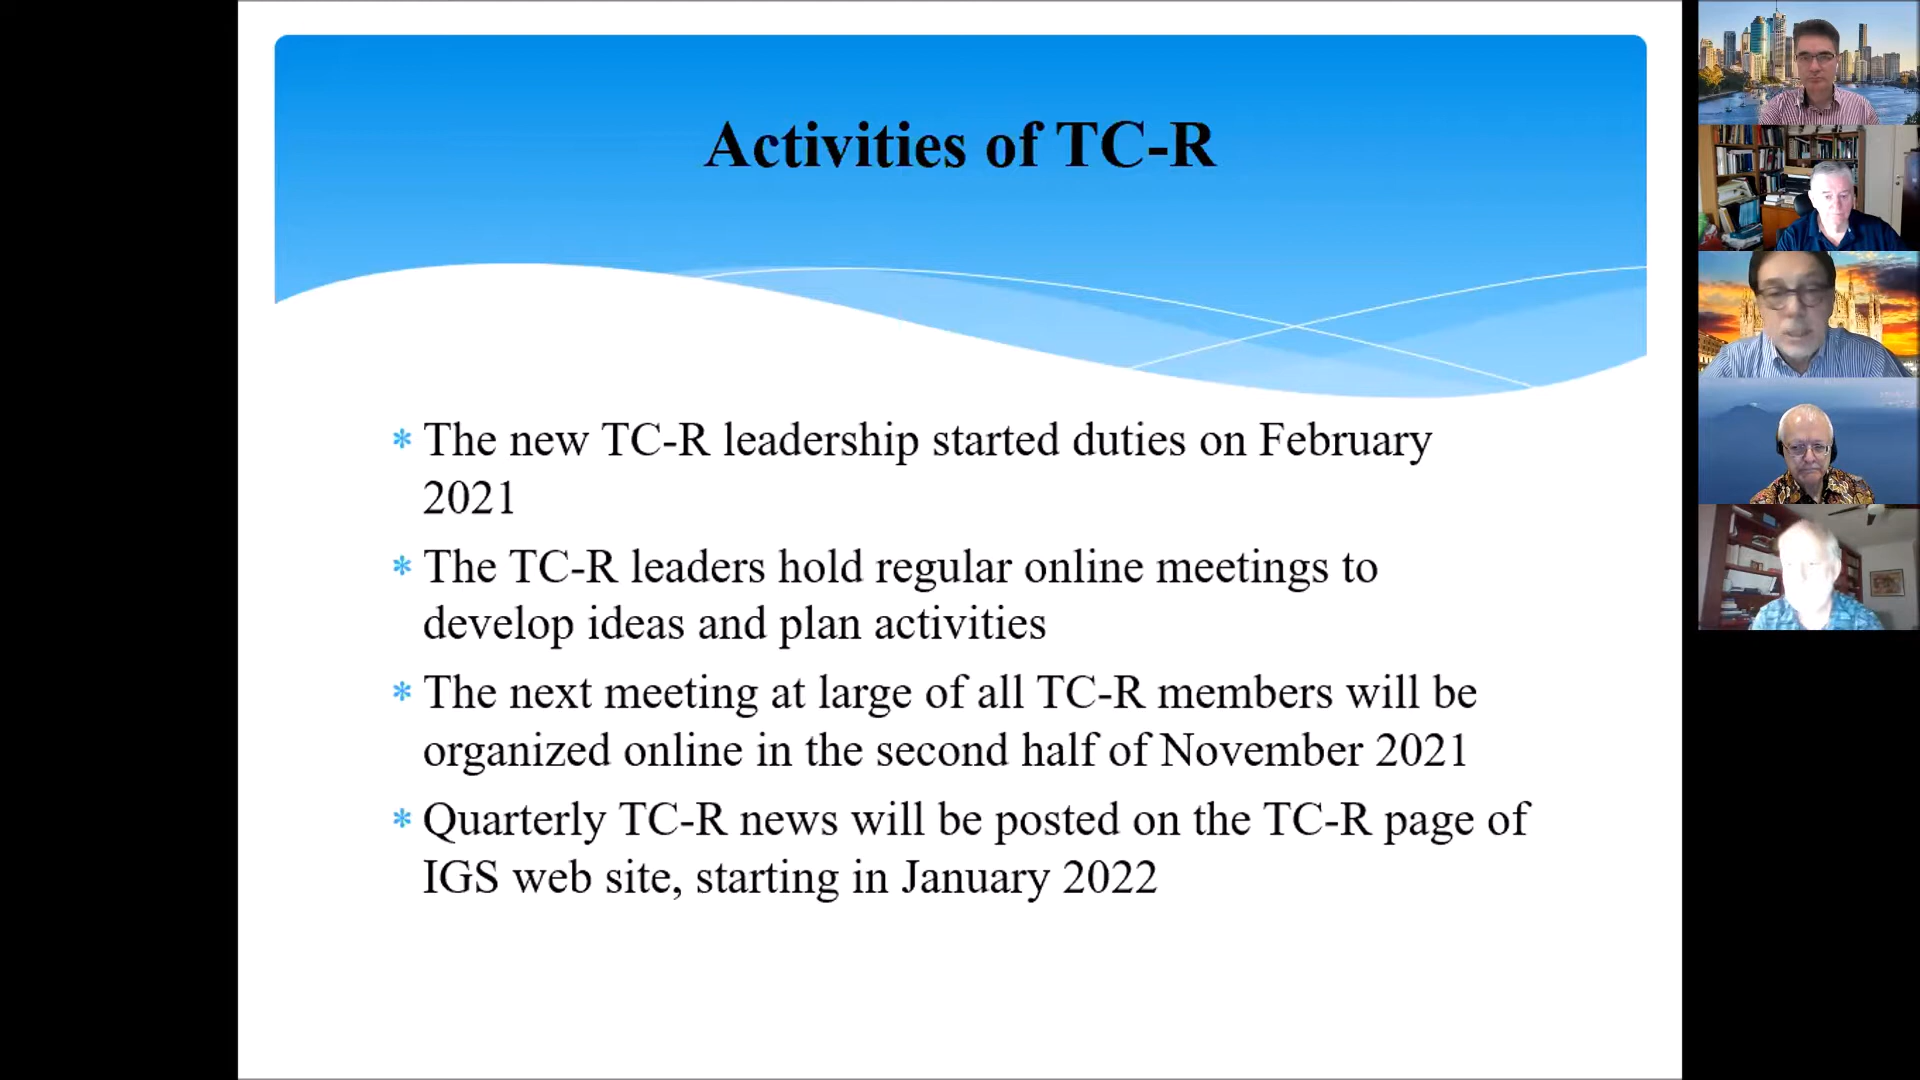 Activities of TC-R
* The new TC-R leadership started duties on February
2021
* The TC-R leaders hold regular online meetings to
develop ideas and plan activities
* The next meeting at large of all TC-R members will be
organized online in the second half of November 2021
* Quarterly TC-R news will be posted on the TC-R page of
IGS web site, starting in January 2022